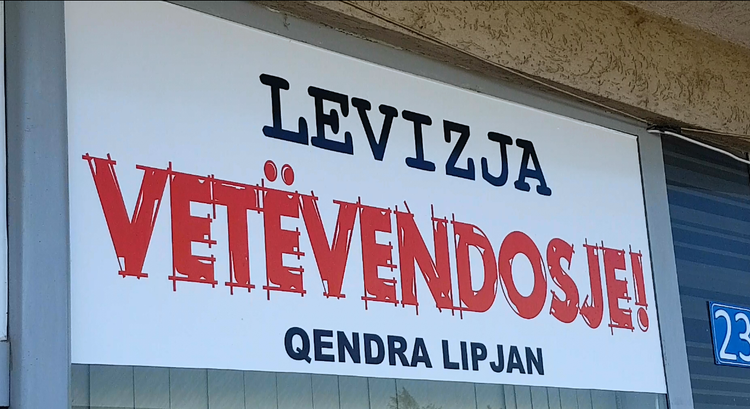 LEVIZJA
VETËVENDOSJE!
QENDRA LIPJAN
23